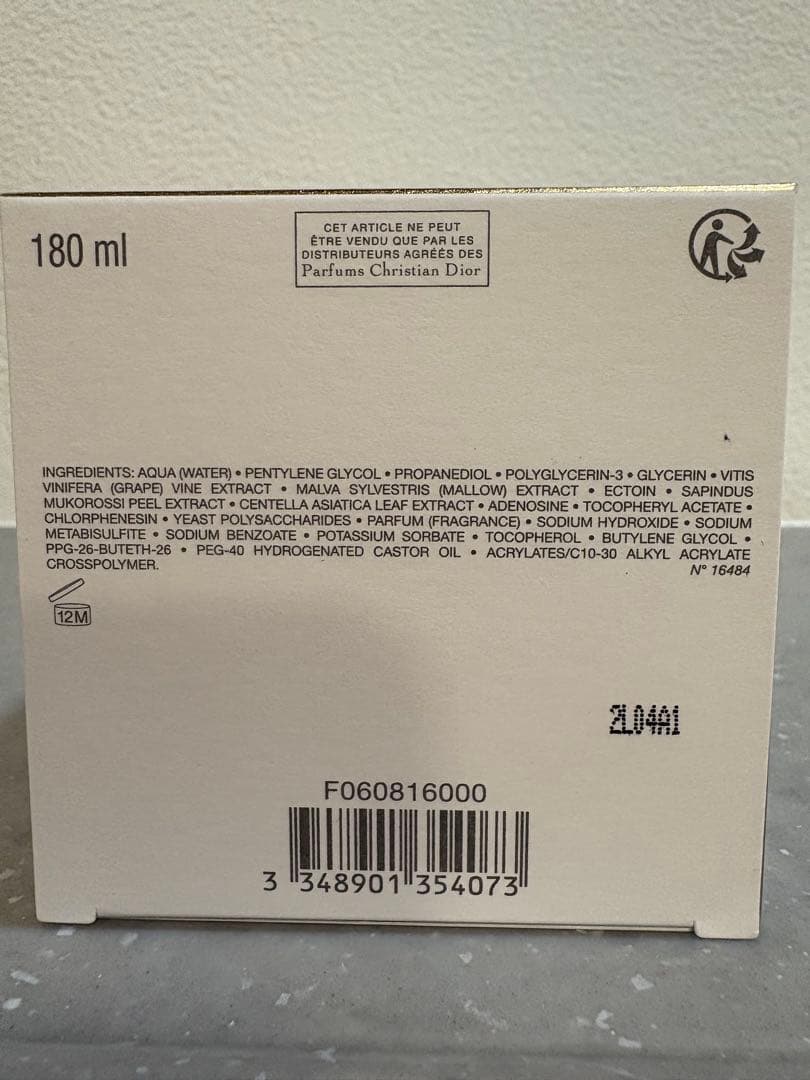 180 ml
CET ARTICLE NE PEUT
ÊTRE VENDU QUE PAR LES
DISTRIBUTEURS AGRÉÉS DES
Parfums Christian Dior
INGREDIENTS: AQUA (WATER) • PENTYLENE GLYCOL • PROPANEDIOL • POLYGLYCERIN-3 • GLYCERIN • VITIS
VINIFERA (GRAPE) VINE EXTRACT • MALVA SYLVESTRIS (MALLOW) EXTRACT • ECTOIN • SAPINDUS
MUKOROSSI PEEL EXTRACT • CENTELLA ASIATICA LEAF EXTRACT • ADENOSINE • TOCOPHERYL ACETATE •
CHLORPHENESIN • YEAST POLYSACCHARIDES • PARFUM (FRAGRANCE) • SODIUM HYDROXIDE • SODIUM
METABISULFITE • SODIUM BENZOATE • POTASSIUM SORBATE • TOCOPHEROL • BUTYLENE GLYCOL •
PPG-26-BUTETH-26 • PEG-40 HYDROGENATED CASTOR OIL • ACRYLATES/C10-30 ALKYL ACRYLATE
CROSSPOLYMER.
N° 16484
12M
2L04A1
F060816000
3 348901 354073